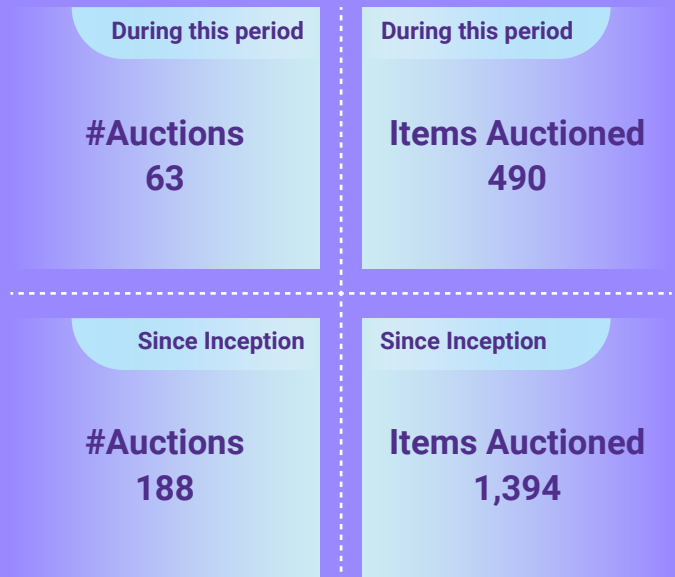 During this period
#Auctions
63
During this period
Items Auctioned
490
Since Inception
#Auctions
188
Since Inception
Items Auctioned
1,394